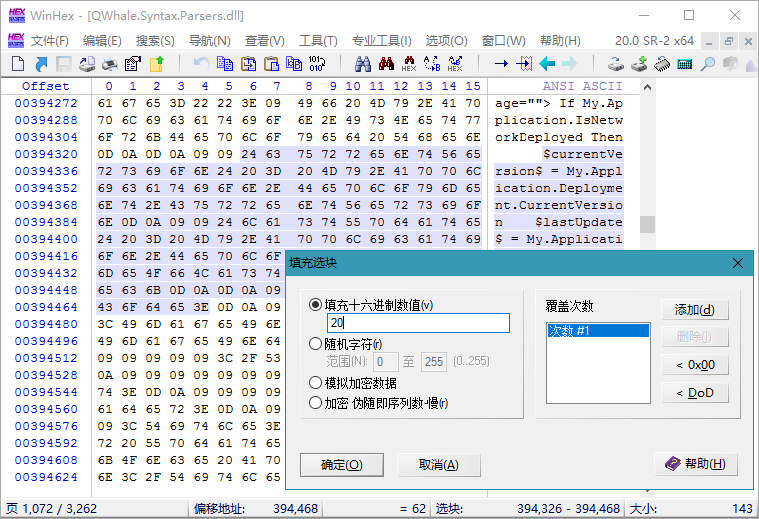 WinHex - [QWhale.Syntax.Parsers.dll]
文件(F) 编辑(E) 搜索(S) 导航(N) 查看(V) 工具(T) 专业工具(I) 选项(O) 窗口(W) 帮助(H) 20.0 SR-2 x64
Offset 0 1 2 3 4 5 6 7 8 9 10 11 12 13 14 15 ANSI ASCII
00394272 61 67 65 3D 22 22 3E 09 49 66 20 4D 79 2E 41 70 age=""> If My.Ap
00394288 70 6C 69 63 61 74 69 6F 6E 2E 49 73 4E 65 74 77 plication.IsNetw
00394304 6F 72 6B 44 65 70 6C 6F 79 65 64 20 54 68 65 6E orkDeployed Then
00394320 0D 0A 0D 0A 09 09 24 63 75 72 72 65 6E 74 56 65 $currentVe
00394336 72 73 69 6F 6E 24 20 3D 20 4D 79 2E 41 70 70 6C rsion$ = My.Appl
00394352 69 63 61 74 69 6F 6E 2E 44 65 70 6C 6F 79 6D 65 ication.Deployme
00394368 6E 74 2E 43 75 72 72 65 6E 74 56 65 72 73 69 6F nt.CurrentVersio
00394384 6E 0D 0A 09 09 24 6C 61 73 74 55 70 64 61 74 65 n $lastUpdate
00394400 24 20 3D 20 4D 79 2E 41 70 70 6C 69 63 61 74 69 $ = My.Applicati
00394416 6F 6E 2E 44 65 70 6C 6F
00394432 6D 65 4F 66 4C 61 73 74
00394448 65 63 6B 0D 0A 0D 0A 09
00394464 43 6F 64 65 3E 0D 0A 09
00394480 3C 49 6D 61 67 65 49 6E
00394496 49 6D 61 67 65 49 6E 64
00394512 09 09 09 09 09 3C 2F 53
00394528 0A 09 09 09 09 09 09 09
00394544 74 3E 0D 0A 09 09 09 09
00394560 61 64 65 72 3E 0D 0A 09
00394576 09 3C 54 69 74 6C 65 3E
00394592 72 20 55 70 64 61 74 65
00394608 6B 4F 6E 63 65 20 41 70
00394624 6E 3C 2F 54 69 74 6C 65
填充选块
填充十六进制数值(v)
20
随机字符(r)
范围(N): 0 至 255 (0..255)
模拟加密数据
加密 伪随即序列数-慢(r)
覆盖次数
次数 #1
添加(d)
删除(l)
< 0x00
< DoD
确定(O)
取消(A)
帮助(H)
页 1,072 / 3,262 偏移地址: 394,468 = 62 选块: 394,326 - 394,468 大小: 143